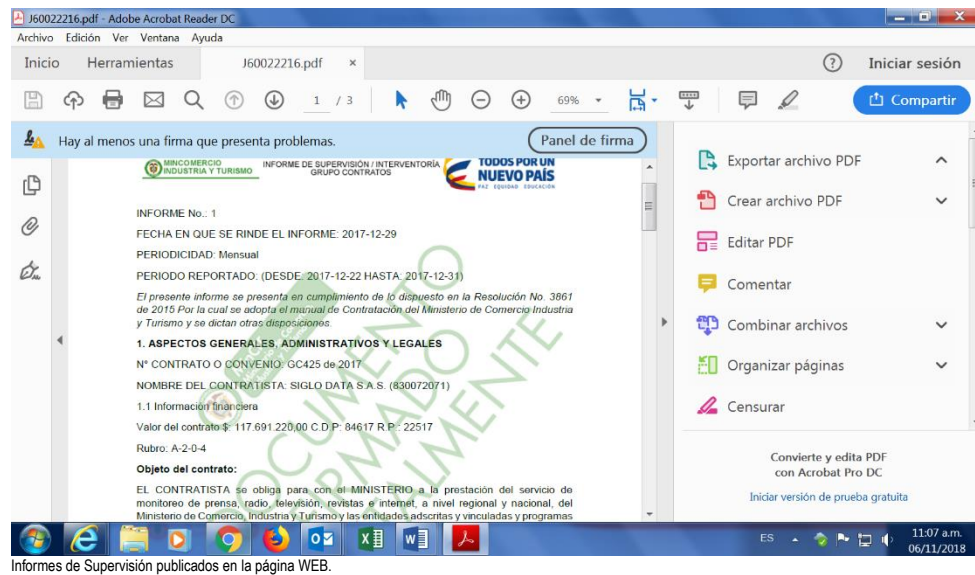 J60022216.pdf - Adobe Acrobat Reader DC
Archivo Edición Ver Ventana Ayuda
Inicio Herramientas J60022216.pdf × ? Iniciar sesión
1 / 3 69% Compartir
Hay al menos una firma que presenta problemas. Panel de firma
MINCOMERCIO
INDUSTRIA Y TURISMO
INFORME DE SUPERVISIÓN / INTERVENTORÍA
GRUPO CONTRATOS
TODOS POR UN
NUEVO PAÍS
PAZ EQUIDAD EDUCACIÓN
INFORME No.: 1
FECHA EN QUE SE RINDE EL INFORME: 2017-12-29
PERIODICIDAD: Mensual
PERIODO REPORTADO: (DESDE: 2017-12-22 HASTA: 2017-12-31)
El presente informe se presenta en cumplimiento de lo dispuesto en la Resolución No. 3861
de 2015 Por la cual se adopta el manual de Contratación del Ministerio de Comercio Industria
y Turismo y se dictan otras disposiciones.
1. ASPECTOS GENERALES, ADMINISTRATIVOS Y LEGALES
N° CONTRATO O CONVENIO: GC425 de 2017
NOMBRE DEL CONTRATISTA: SIGLO DATA S.A.S. (830072071)
1.1 Información financiera
Valor del contrato $: 117.691.220,00 C.D.P: 84617 R.P.: 22517
Rubro: A-2-0-4
Objeto del contrato:
EL CONTRATISTA se obliga para con el MINISTERIO a la prestación del servicio de
monitoreo de prensa, radio, televisión, revistas e internet, a nivel regional y nacional, del
Ministerio de Comercio, Industria y Turismo y las entidades adscritas y vinculadas y programas
DOCUMENTO
FIRMADO
DIGITALMENTE
Exportar archivo PDF
Crear archivo PDF
Editar PDF
Comentar
Combinar archivos
Organizar páginas
Censurar
Convierte y edita PDF
con Acrobat Pro DC
Iniciar versión de prueba gratuita
ES 11:07 a.m.
06/11/2018
Informes de Supervisión publicados en la página WEB.